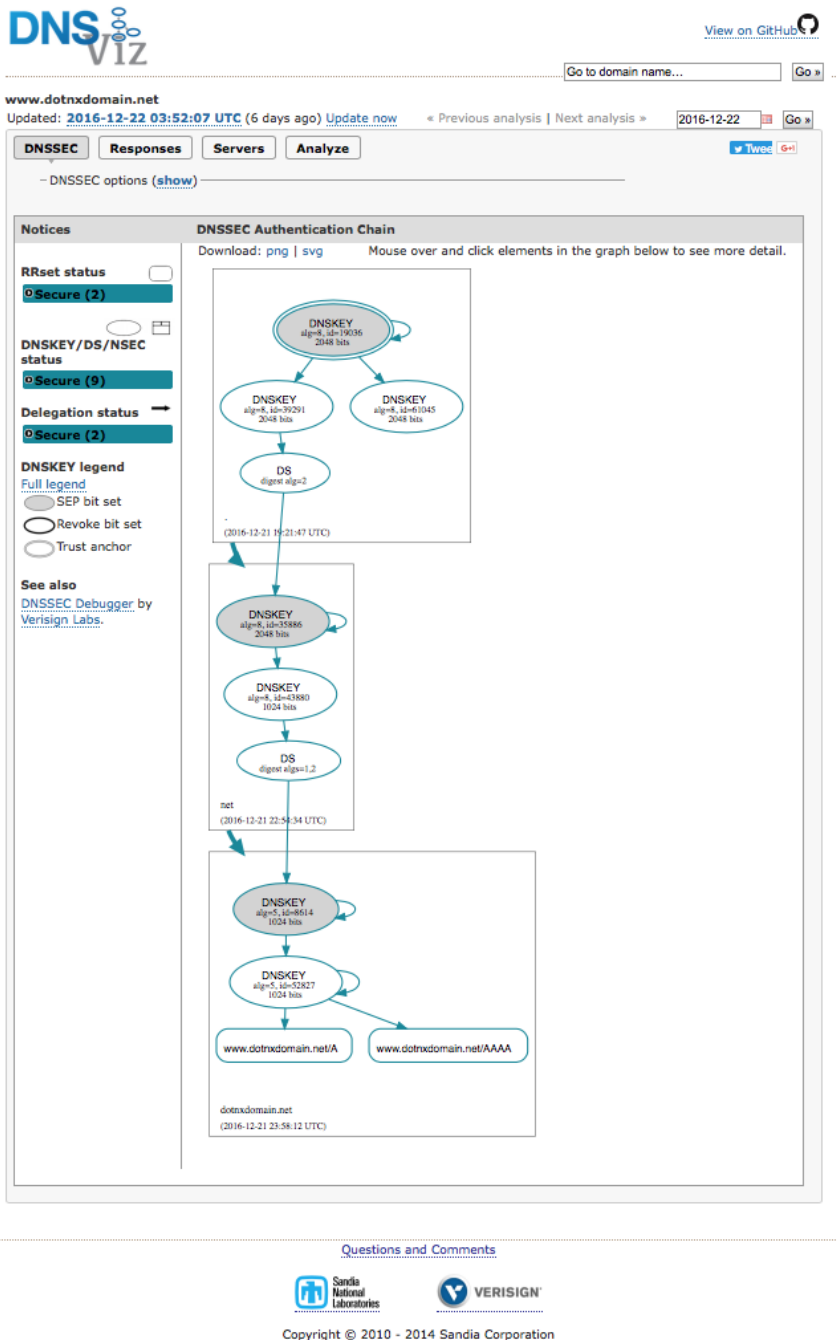 DNSViz
View on GitHub
Go to domain name... Go »
www.dotnxdomain.net
Updated: 2016-12-22 03:52:07 UTC (6 days ago) Update now « Previous analysis | Next analysis » 2016-12-22 Go »
DNSSEC Responses Servers Analyze Twee G+1
DNSSEC options (show)
Notices
DNSSEC Authentication Chain
Download: png | svg Mouse over and click elements in the graph below to see more detail.
RRset status
Secure (2)
DNSKEY/DS/NSEC
status
Secure (9)
Delegation status
Secure (2)
DNSKEY legend
Full legend
SEP bit set
Revoke bit set
Trust anchor
See also
DNSSEC Debugger by
Verisign Labs.
DNSKEY
alg=8, id=19036
2048 bits
DNSKEY
alg=8, id=39291
2048 bits
DNSKEY
alg=8, id=61045
2048 bits
DS
digest alg=2
.
(2016-12-21 19:21:47 UTC)
DNSKEY
alg=8, id=35886
2048 bits
DNSKEY
alg=8, id=43880
1024 bits
DS
digest algs=1,2
net
(2016-12-21 22:54:34 UTC)
DNSKEY
alg=5, id=8614
1024 bits
DNSKEY
alg=5, id=52827
1024 bits
www.dotnxdomain.net/A
www.dotnxdomain.net/AAAA
dotnxdomain.net
(2016-12-21 23:58:12 UTC)
Questions and Comments
Sandia
National
Laboratories
VERISIGN
Copyright © 2010 - 2014 Sandia Corporation